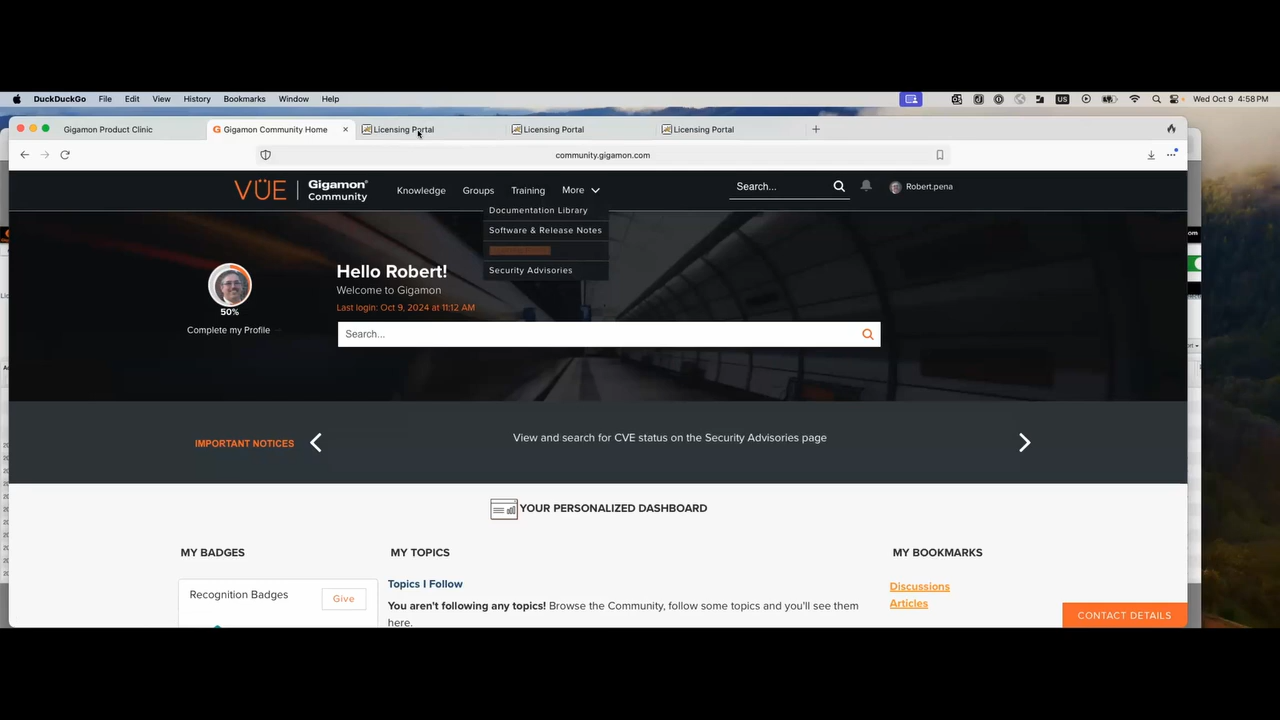 DuckDuckGo File Edit View History Bookmarks Window Help US Wed Oct 9 4:58 PM
Gigamon Product Clinic Gigamon Community Home Licensing Portal Licensing Portal Licensing Portal
community.gigamon.com
VÜE Gigamon® Community Knowledge Groups Training More Search... Robert.pena
Documentation Library
Software & Release Notes
Security Advisories
Hello Robert!
Welcome to Gigamon
Last login: Oct 9, 2024 at 11:12 AM
50%
Complete my Profile
Search...
IMPORTANT NOTICES View and search for CVE status on the Security Advisories page
YOUR PERSONALIZED DASHBOARD
MY BADGES MY TOPICS MY BOOKMARKS
Recognition Badges Give
Topics I Follow
You aren't following any topics! Browse the Community, follow some topics and you'll see them
here.
Discussions
Articles
CONTACT DETAILS